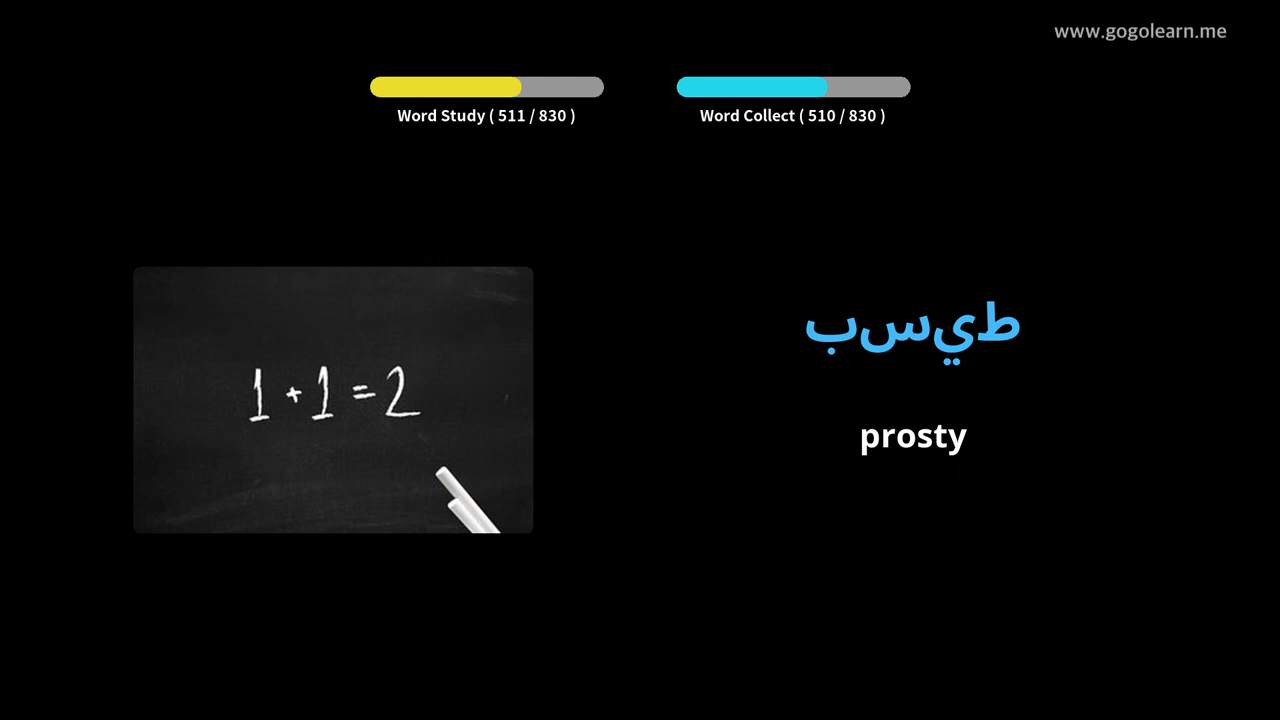 www.gogolearn.me
Word Study ( 511 / 830 )
Word Collect ( 510 / 830 )
1 + 1 = 2
بسيط
prosty